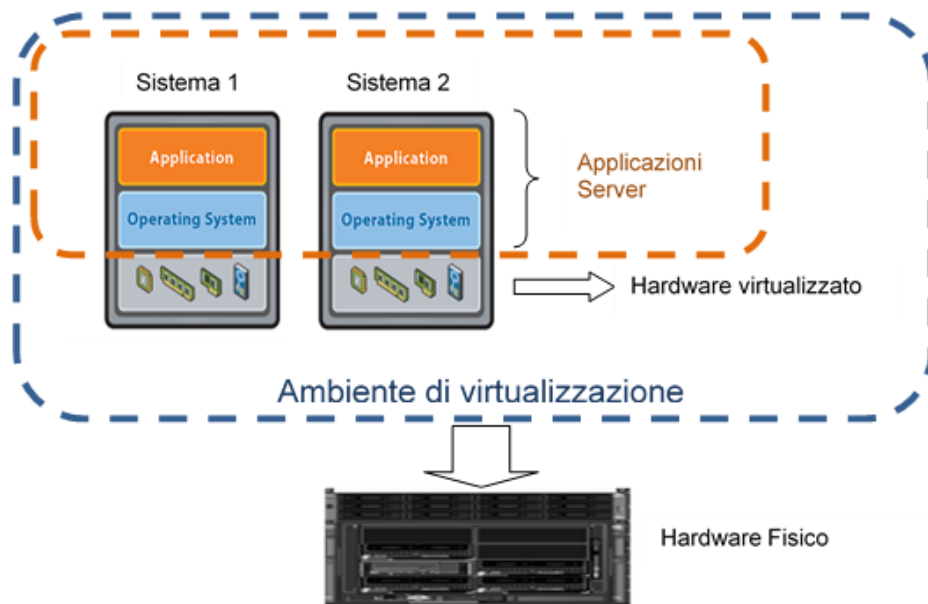 Sistema 1
Sistema 2
Application
Application
Applicazioni
Server
Operating System
Operating System
Hardware virtualizzato
Ambiente di virtualizzazione
Hardware Fisico